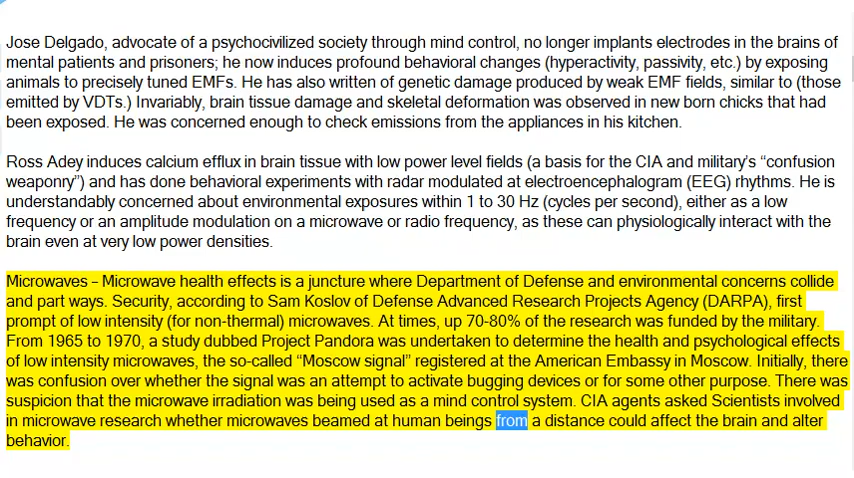 Jose Delgado, advocate of a psychocivilized society through mind control, no longer implants electrodes in the brains of
mental patients and prisoners; he now induces profound behavioral changes (hyperactivity, passivity, etc.) by exposing
animals to precisely tuned EMFs. He has also written of genetic damage produced by weak EMF fields, similar to (those
emitted by VDTs.) Invariably, brain tissue damage and skeletal deformation was observed in new born chicks that had
been exposed. He was concerned enough to check emissions from the appliances in his kitchen.
Ross Adey induces calcium efflux in brain tissue with low power level fields (a basis for the CIA and military's “confusion
weaponry”) and has done behavioral experiments with radar modulated at electroencephalogram (EEG) rhythms. He is
understandably concerned about environmental exposures within 1 to 30 Hz (cycles per second), either as a low
frequency or an amplitude modulation on a microwave or radio frequency, as these can physiologically interact with the
brain even at very low power densities.
Microwaves – Microwave health effects is a juncture where Department of Defense and environmental concerns collide
and part ways. Security, according to Sam Koslov of Defense Advanced Research Projects Agency (DARPA), first
prompt of low intensity (for non-thermal) microwaves. At times, up 70-80% of the research was funded by the military.
From 1965 to 1970, a study dubbed Project Pandora was undertaken to determine the health and psychological effects
of low intensity microwaves, the so-called “Moscow signal” registered at the American Embassy in Moscow. Initially, there
was confusion over whether the signal was an attempt to activate bugging devices or for some other purpose. There was
suspicion that the microwave irradiation was being used as a mind control system. CIA agents asked Scientists involved
in microwave research whether microwaves beamed at human beings from a distance could affect the brain and alter
behavior.